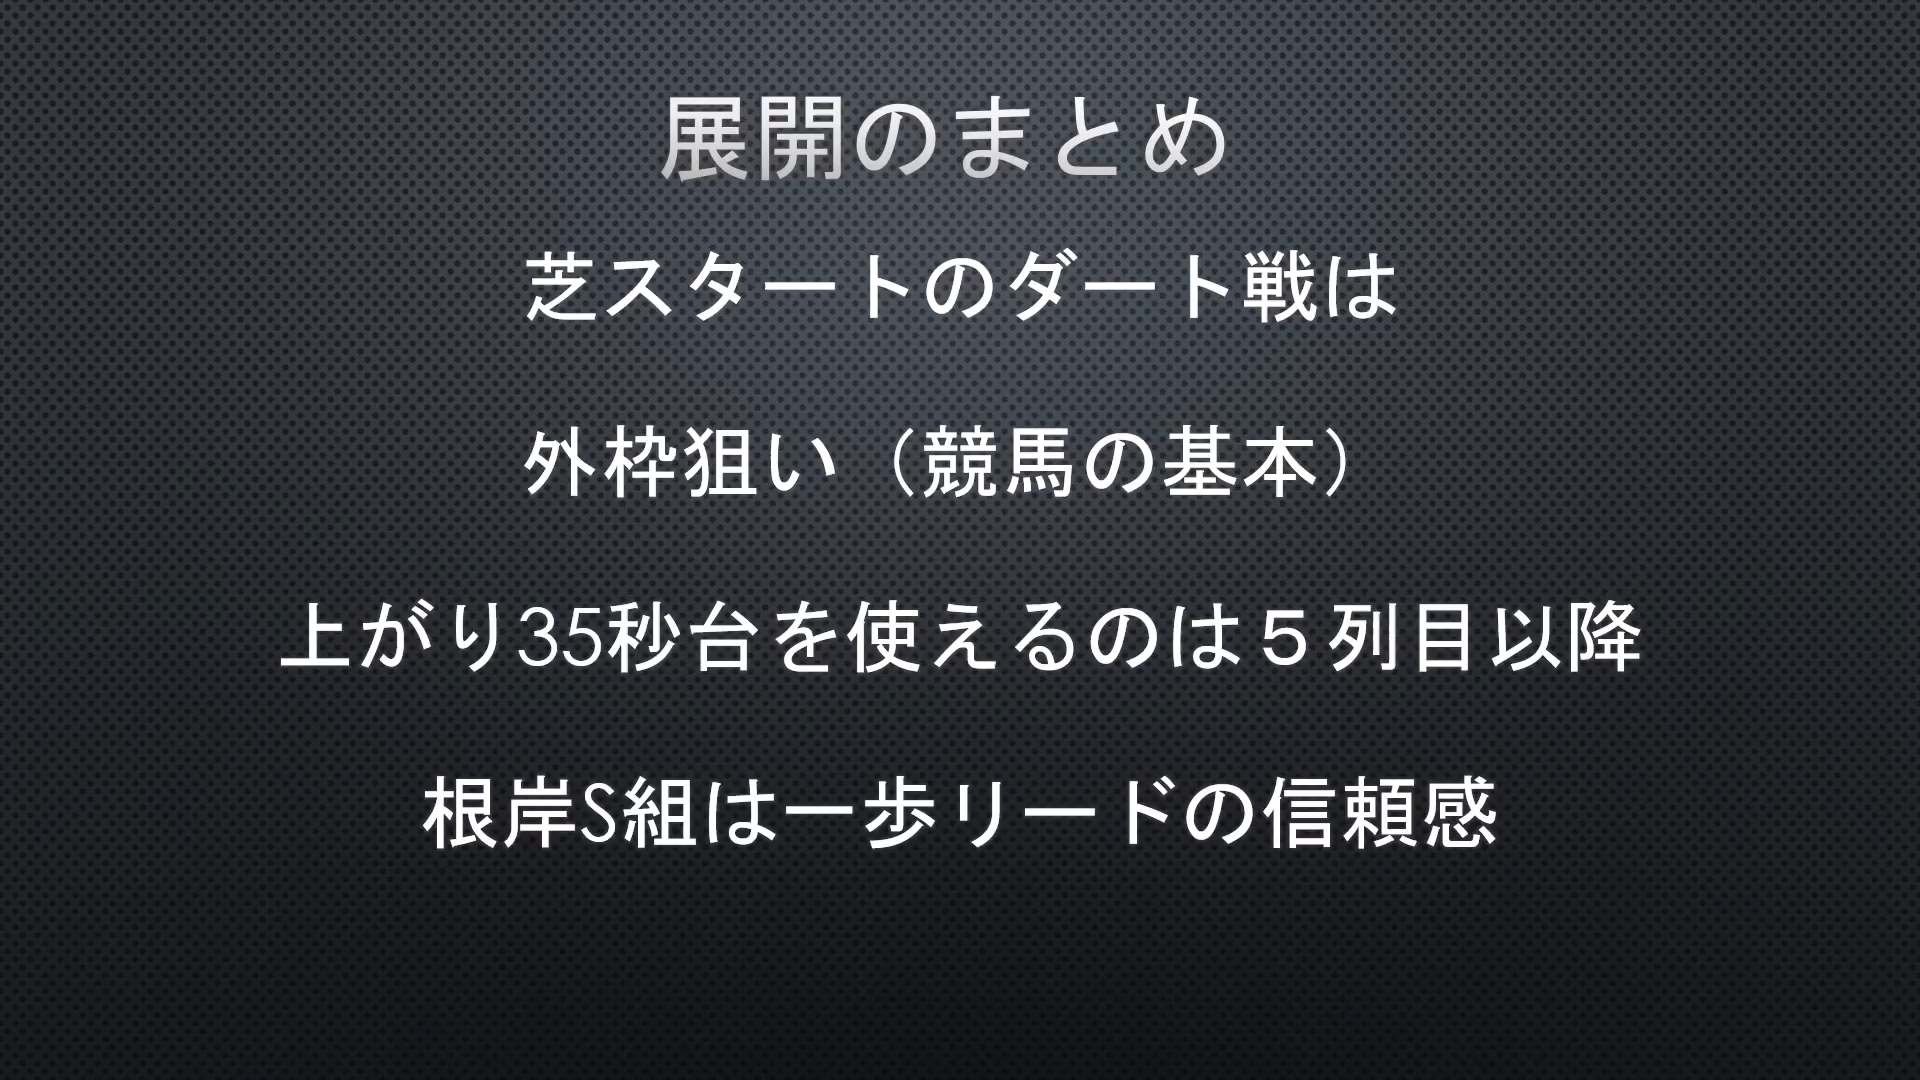 展開のまとめ
芝スタートのダート戦は
外枠狙い（競馬の基本）
上がり35秒台を使えるのは５列目以降
根岸S組は一歩リードの信頼感